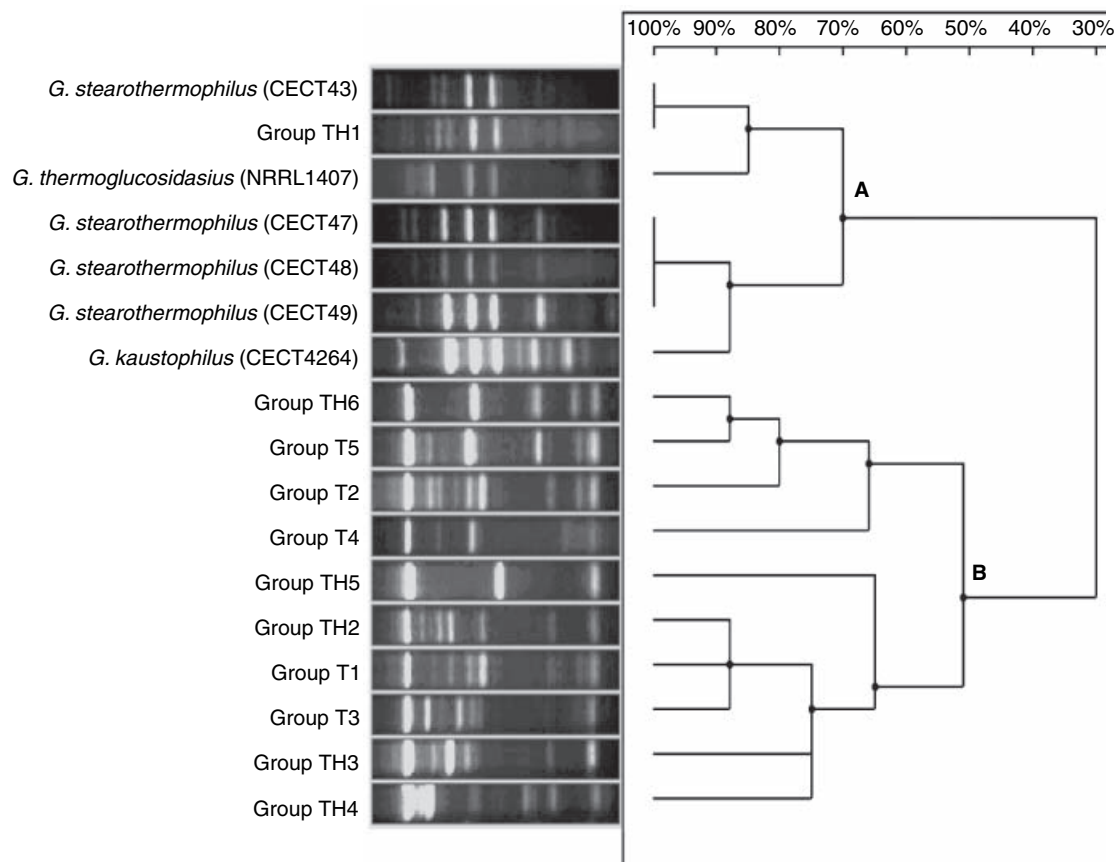 100% 90% 80% 70% 60% 50% 40% 30%
G. stearothermophilus (CECT43)
Group TH1
G. thermoglucosidasius (NRRL1407)
A
G. stearothermophilus (CECT47)
G. stearothermophilus (CECT48)
G. stearothermophilus (CECT49)
G. kaustophilus (CECT4264)
Group TH6
Group T5
Group T2
Group T4
Group TH5
B
Group TH2
Group T1
Group T3
Group TH3
Group TH4